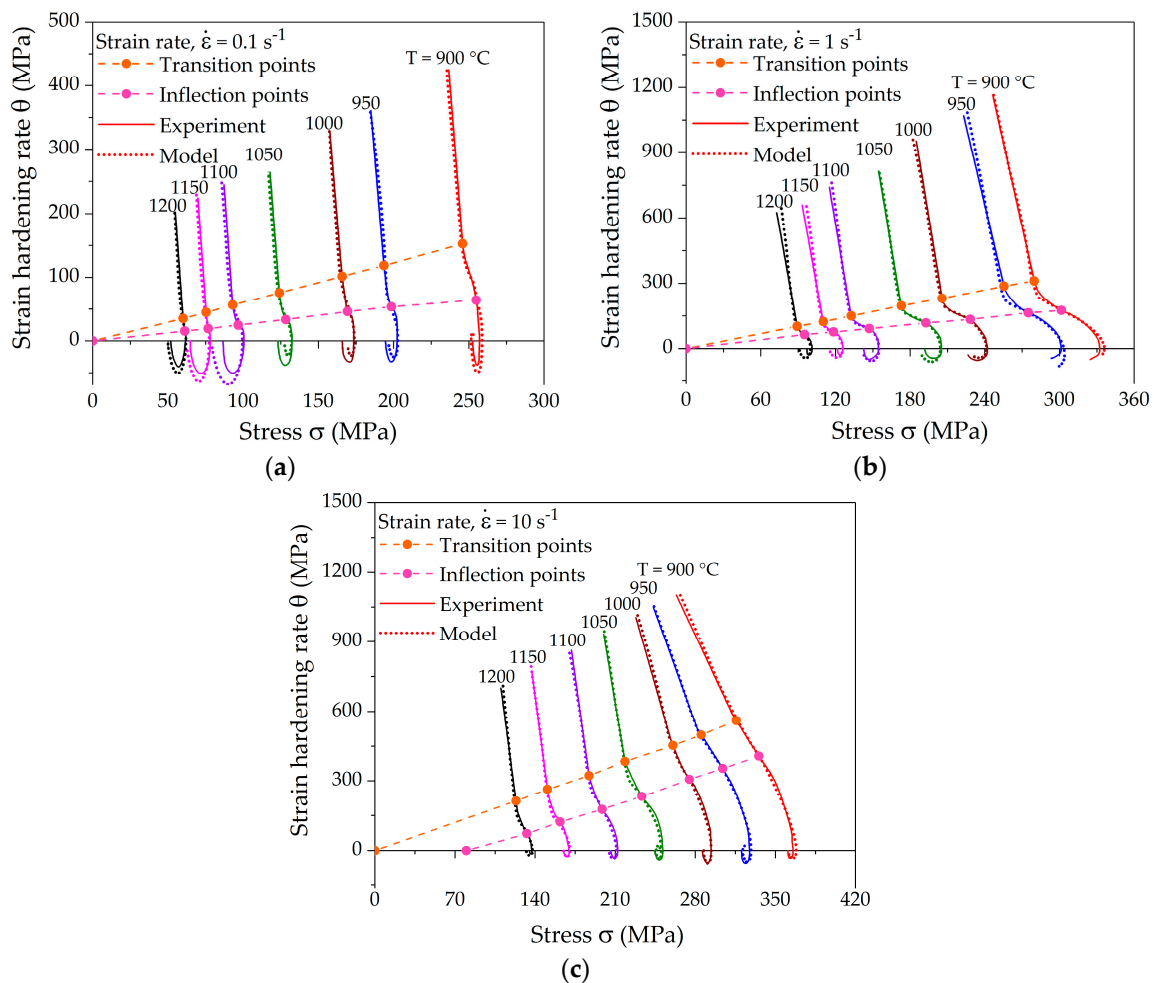 500
400
300
200
100
0
-100
0
50
100
150
200
250
300
Strain hardening rate θ (MPa)
Stress σ (MPa)
Strain rate, ε̇ = 0.1 s⁻¹
Transition points
Inflection points
Experiment
Model
T = 900 °C
950
1000
1050
1100
1150
1200
(a)
1500
1200
900
600
300
0
-300
0
60
120
180
240
300
360
Strain hardening rate θ (MPa)
Stress σ (MPa)
Strain rate, ε̇ = 1 s⁻¹
Transition points
Inflection points
Experiment
Model
T = 900 °C
950
1000
1050
1100
1150
1200
(b)
1500
1200
900
600
300
0
0
70
140
210
280
350
420
Strain hardening rate θ (MPa)
Stress σ (MPa)
Strain rate, ε̇ = 10 s⁻¹
Transition points
Inflection points
Experiment
Model
T = 900 °C
950
1000
1050
1100
1150
1200
(c)